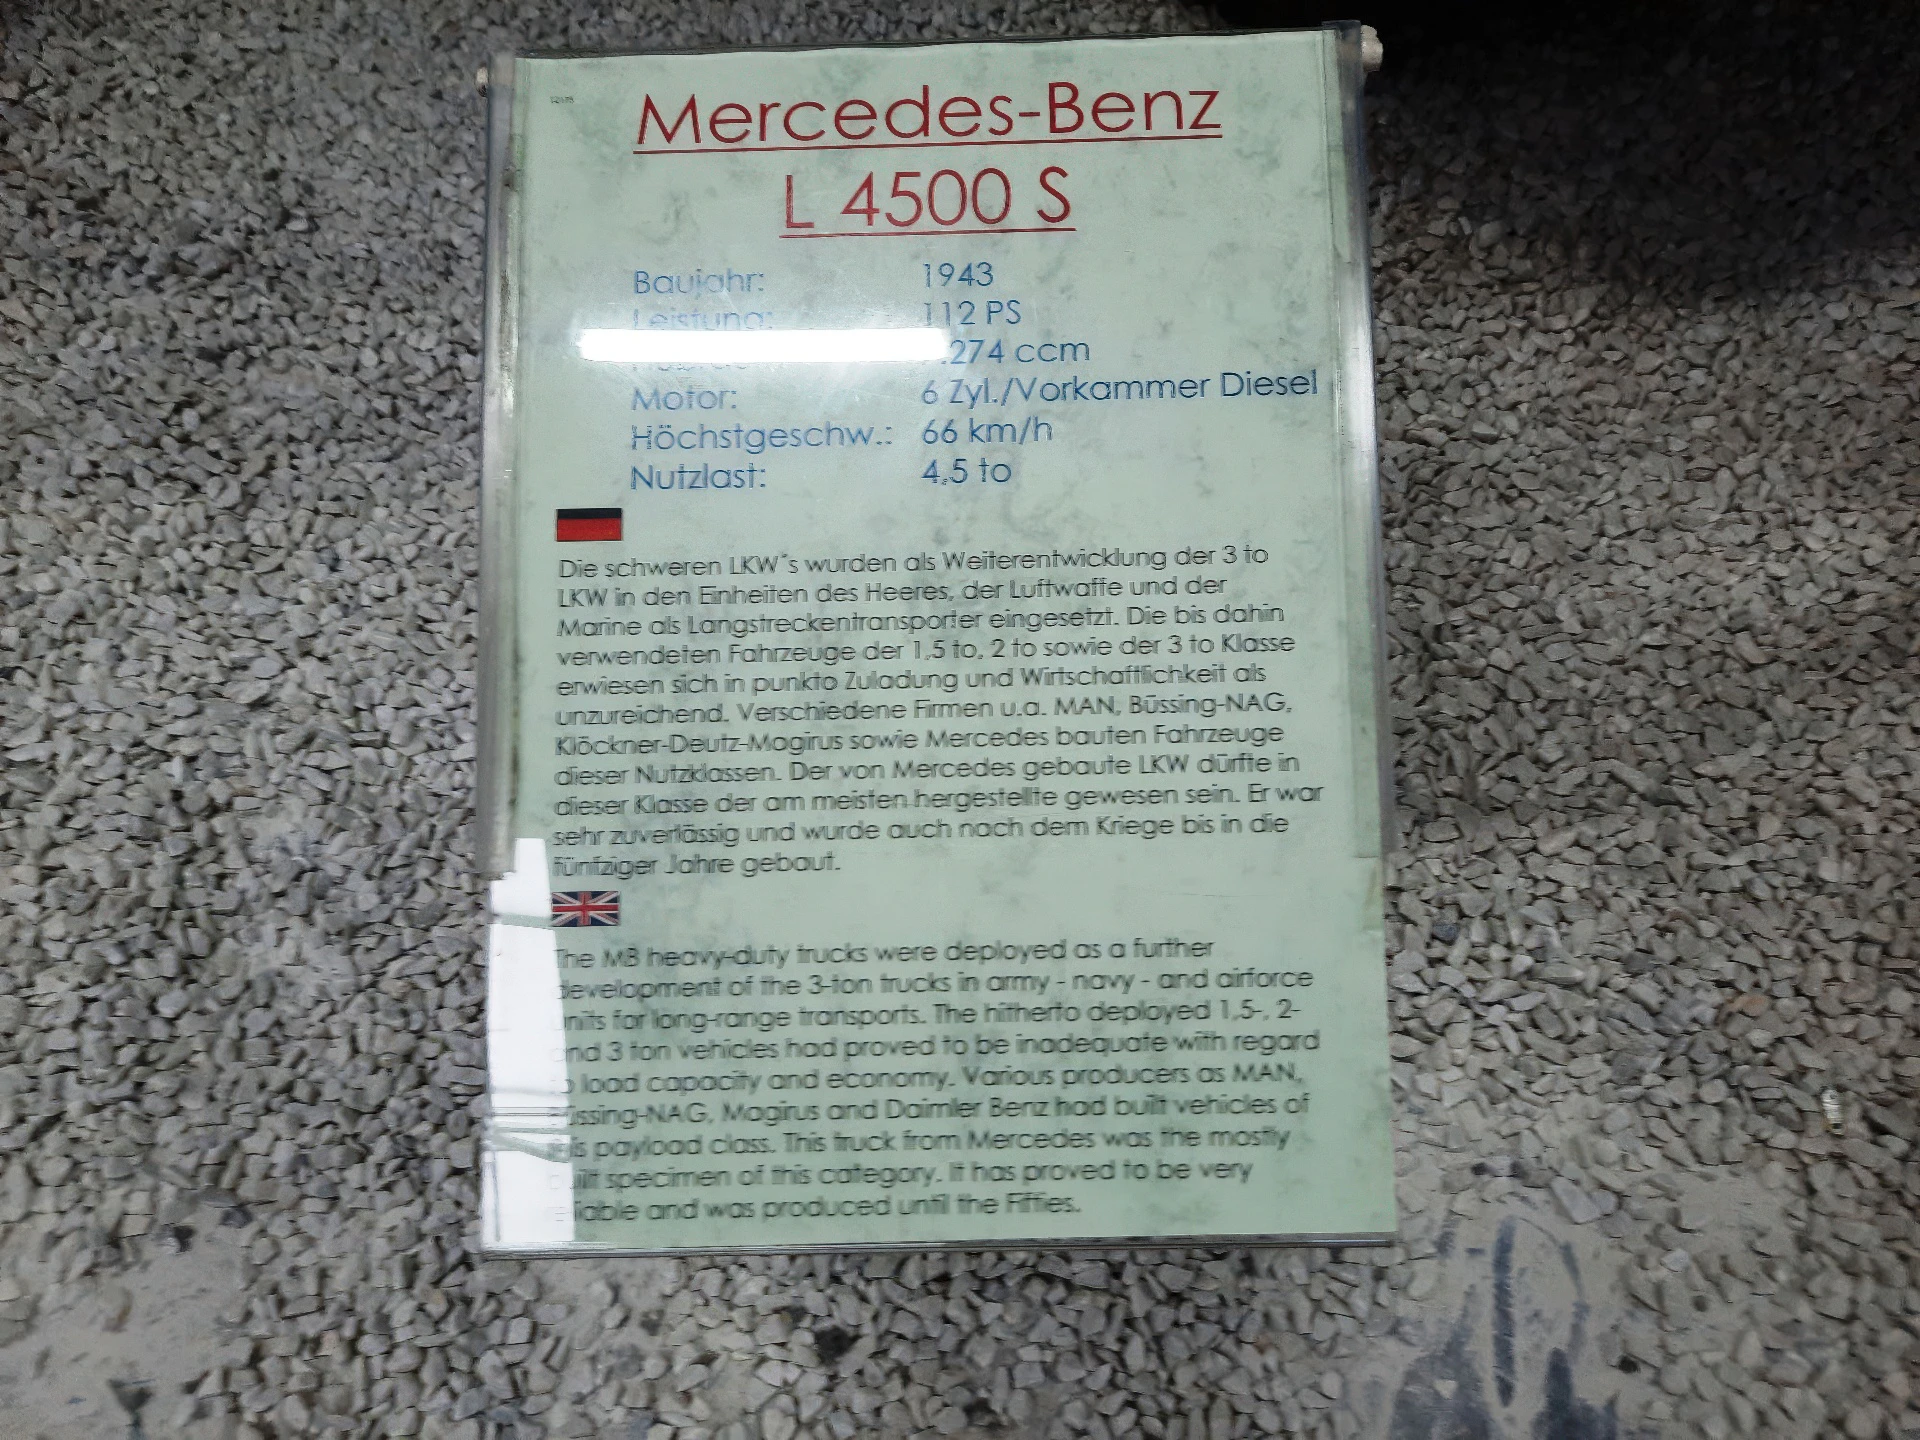 Mercedes-Benz
L 4500 S
Baujahr: 1943
Leistung: 112 PS
274 ccm
Motor: 6 Zyl./Vorkammer Diesel
Höchstgeschw.: 66 km/h
Nutzlast: 4,5 to
Die schweren LKW´s wurden als Weiterentwicklung der 3 to
LKW in den Einheiten des Heeres, der Luftwaffe und der
Marine als Langstreckentransporter eingesetzt. Die bis dahin
verwendeten Fahrzeuge der 1,5 to, 2 to sowie der 3 to Klasse
erwiesen sich in punkto Zuladung und Wirtschaftlichkeit als
unzureichend. Verschiedene Firmen u.a. MAN, Büssing-NAG,
Klöckner-Deutz-Magirus sowie Mercedes bauten Fahrzeuge
dieser Nutzklassen. Der von Mercedes gebaute LKW dürfte in
dieser Klasse der am meisten hergestellte gewesen sein. Er war
sehr zuverlässig und wurde auch nach dem Kriege bis in die
fünfziger Jahre gebaut.
The MB heavy-duty trucks were deployed as a further
development of the 3-ton trucks in army - navy - and airforce
units for long-range transports. The hitherto deployed 1,5-, 2-
and 3 ton vehicles had proved to be inadequate with regard
to load capacity and economy. Various producers as MAN,
Büssing-NAG, Magirus and Daimler Benz had built vehicles of
this payload class. This truck from Mercedes was the mostly
built specimen of this category. It has proved to be very
reliable and was produced until the Fifties.